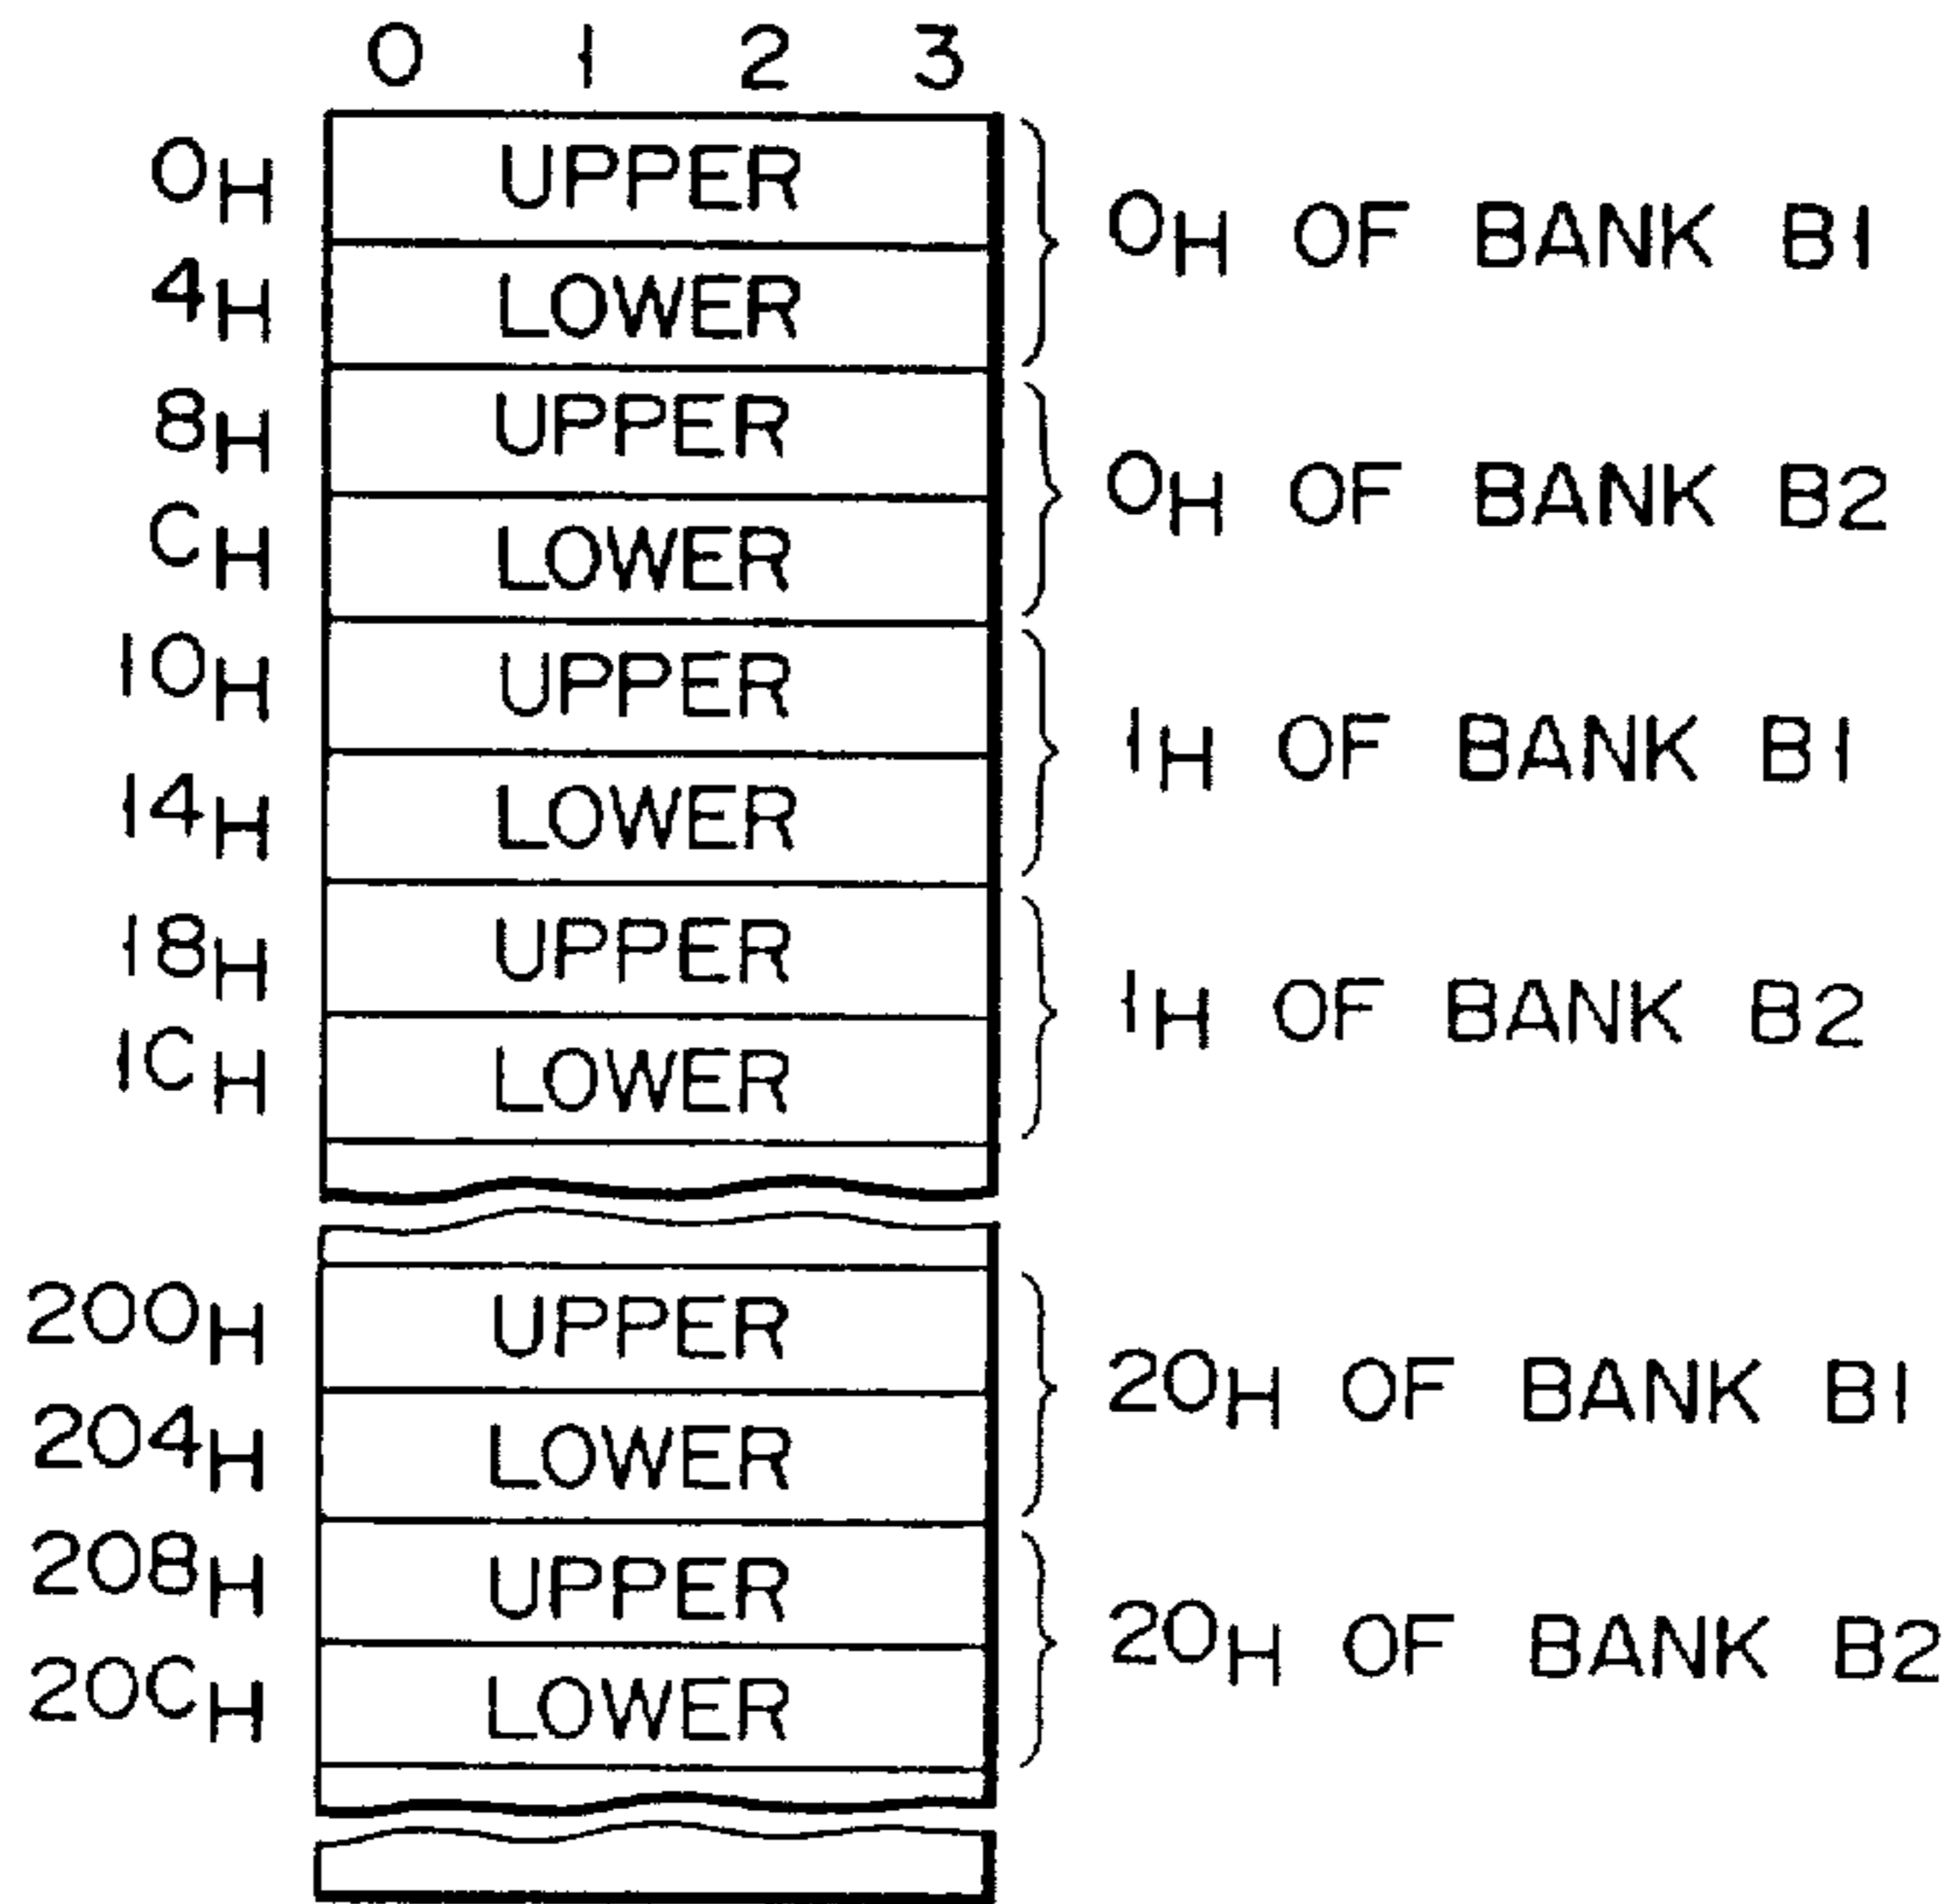 0 1 2 3
0H UPPER
0H OF BANK B1
4H LOWER
8H UPPER
0H OF BANK B2
CH LOWER
10H UPPER
1H OF BANK B1
14H LOWER
18H UPPER
1H OF BANK B2
1CH LOWER
200H UPPER
20H OF BANK B1
204H LOWER
208H UPPER
20H OF BANK B2
20CH LOWER